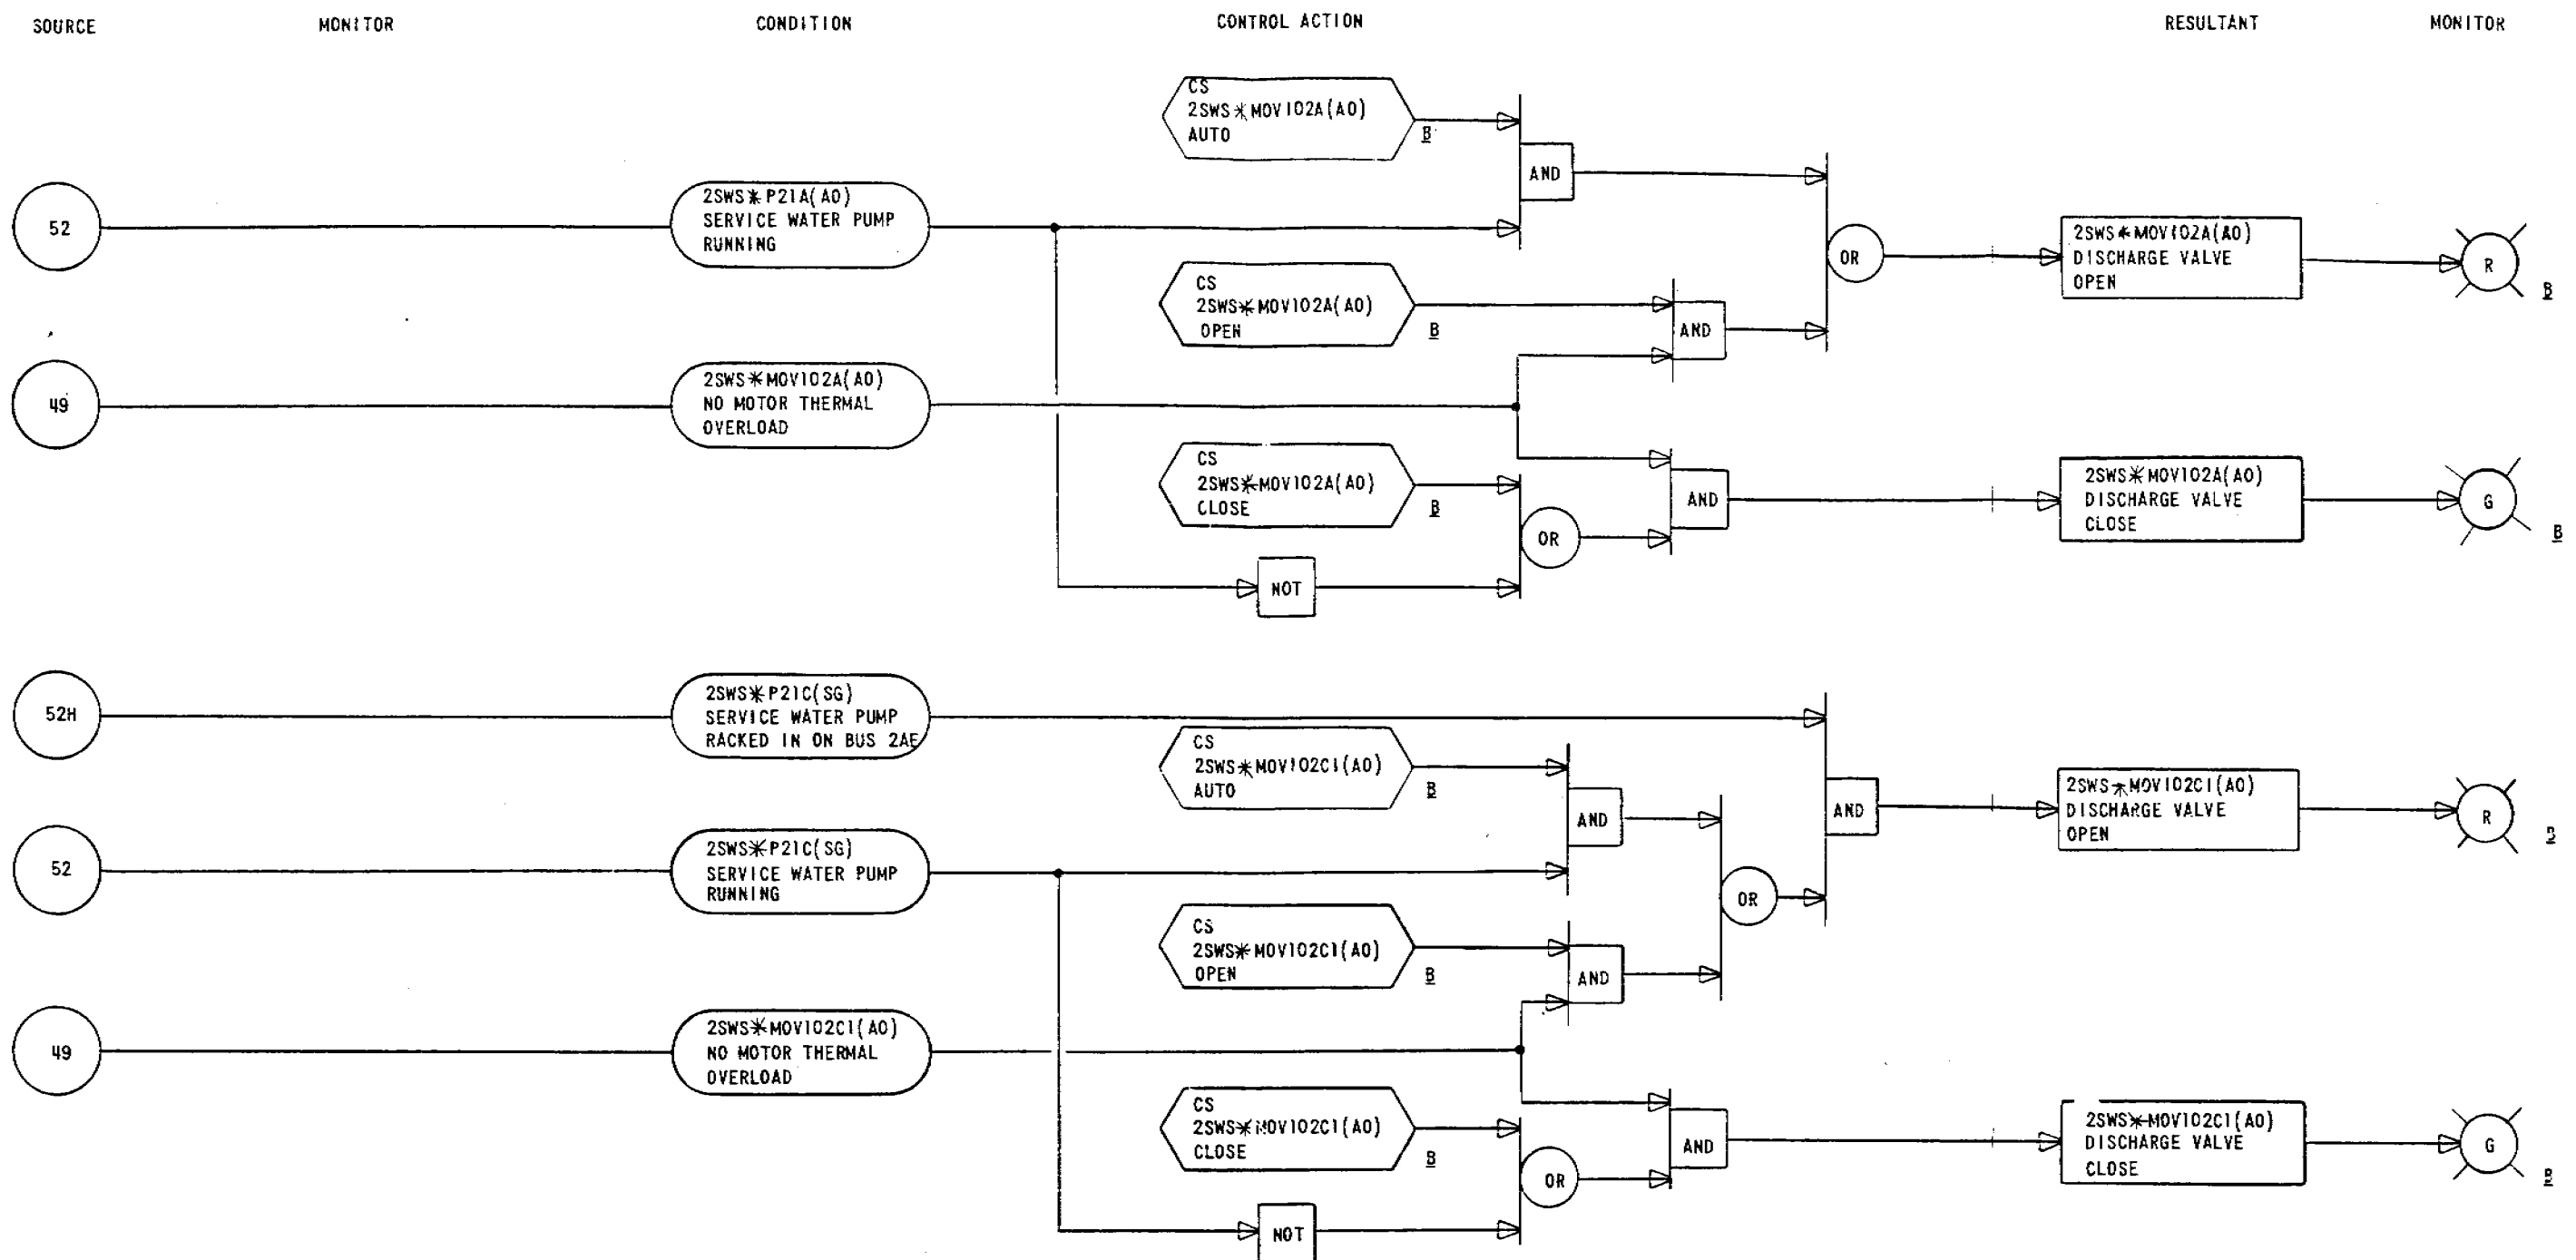 SOURCE MONITOR CONDITION CONTROL ACTION RESULTANT MONITOR
CS
2SWS*MOV102A(AO)
AUTO
B
AND
52
2SWS*P21A(AO)
SERVICE WATER PUMP
RUNNING
OR
2SWS*MOV102A(AO)
DISCHARGE VALVE
OPEN
R
B
CS
2SWS*MOV102A(AO)
OPEN
B
AND
49
2SWS*MOV102A(AO)
NO MOTOR THERMAL
OVERLOAD
CS
2SWS*MOV102A(AO)
CLOSE
B
AND
2SWS*MOV102A(AO)
DISCHARGE VALVE
CLOSE
G
B
OR
NOT
52H
2SWS*P21C(SG)
SERVICE WATER PUMP
RACKED IN ON BUS 2AE
CS
2SWS*MOV102C1(AO)
AUTO
B
AND
AND
2SWS*MOV102C1(AO)
DISCHARGE VALVE
OPEN
R
B
52
2SWS*P21C(SG)
SERVICE WATER PUMP
RUNNING
OR
CS
2SWS*MOV102C1(AO)
OPEN
B
AND
49
2SWS*MOV102C1(AO)
NO MOTOR THERMAL
OVERLOAD
CS
2SWS*MOV102C1(AO)
CLOSE
B
AND
2SWS*MOV102C1(AO)
DISCHARGE VALVE
CLOSE
G
B
OR
NOT